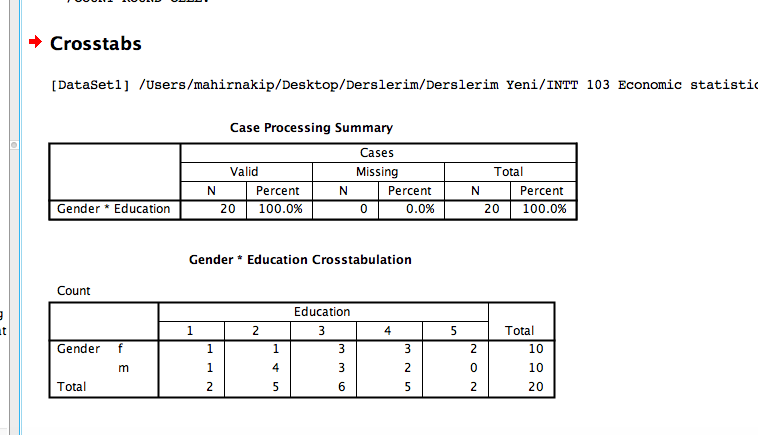 Crosstabs
[DataSet1] /Users/mahirnakip/Desktop/Derslerim/Derslerim Yeni/INTT 103 Economic statistic
Case Processing Summary
Cases
Valid Missing Total
N Percent N Percent N Percent
Gender * Education 20 100.0% 0 0.0% 20 100.0%
Gender * Education Crosstabulation
Count
Education
1 2 3 4 5 Total
Gender f 1 1 3 3 2 10
m 1 4 3 2 0 10
Total 2 5 6 5 2 20